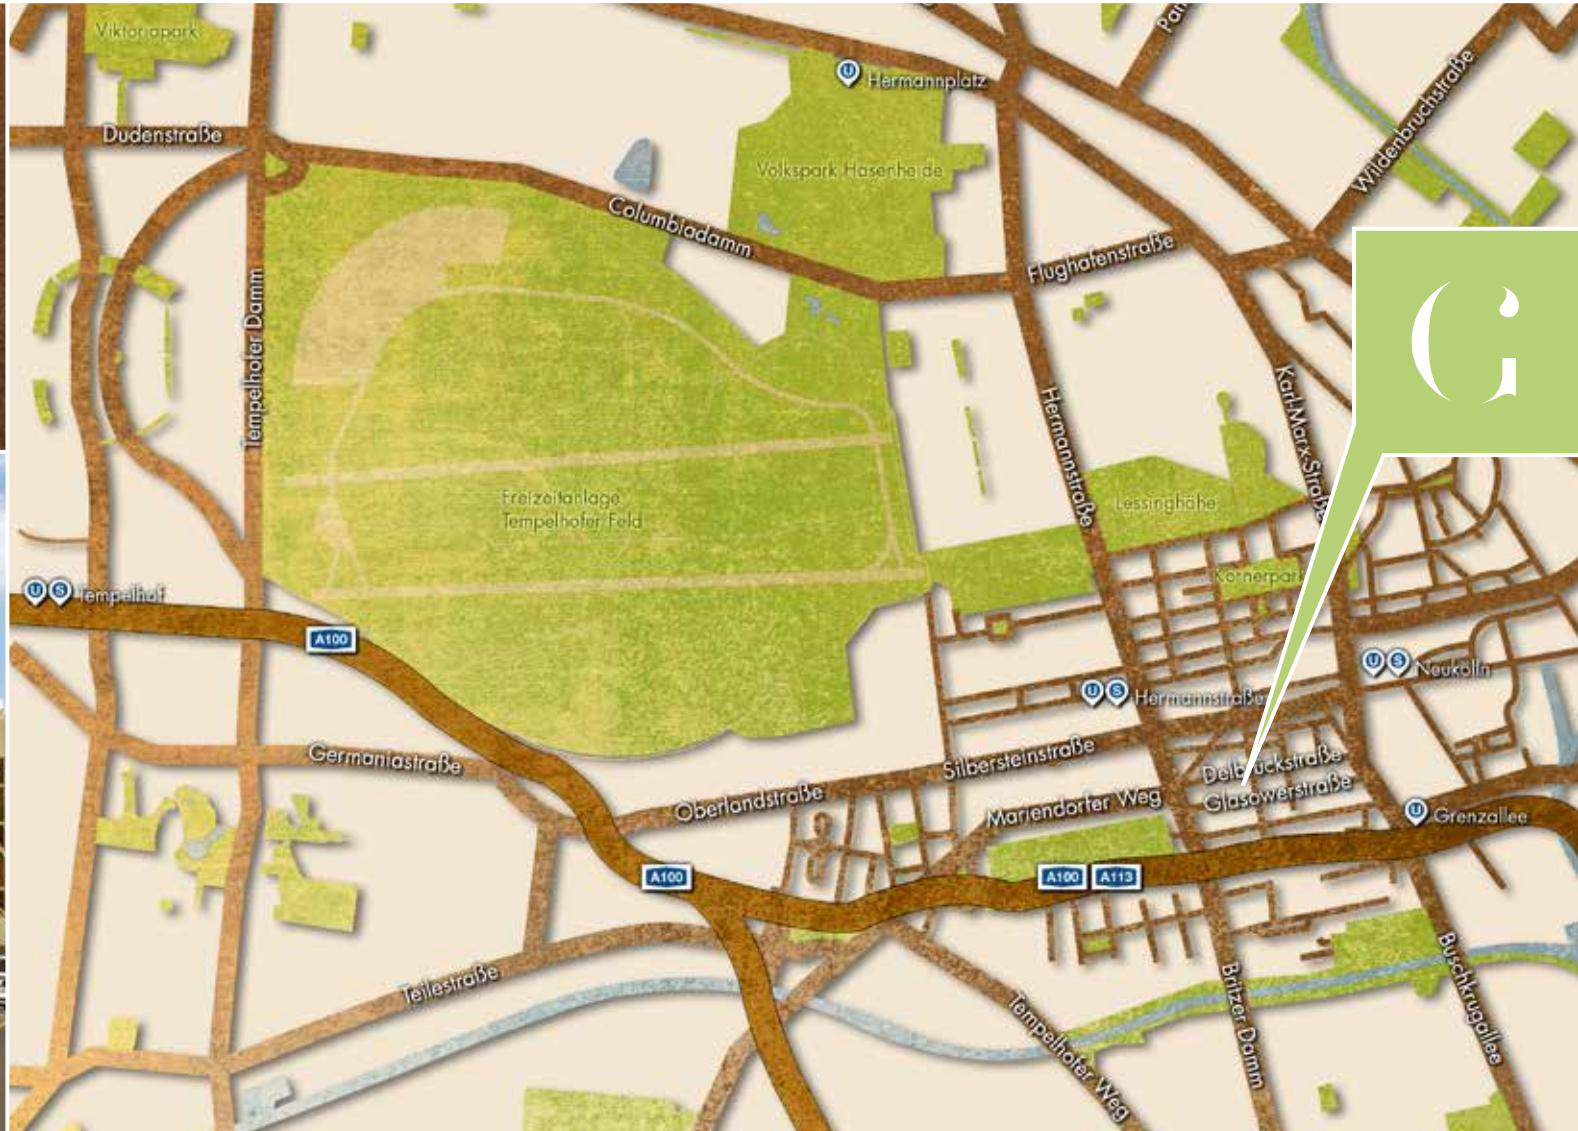 Viktoriapark
Hermannplatz
Dudenstraße
Wildenbruchstraße
Volkspark Hasenheide
Columbiadamm
Flughafenstraße
Tempelhofer Damm
G
Karl-Marx-Straße
Hermannstraße
Freizeitanlage
Tempelhofer Feld
Lessinghöhe
Körnerpark
U S Tempelhof
A100
U S Neukölln
U S Hermannstraße
Germaniastraße
Silbersteinstraße
Delbrückstraße
Glasowerstraße
Oberlandstraße
Mariendorfer Weg
U Grenzallee
A100
A100 A113
Teilestraße
Buschkrugallee
Britzer Damm
Tempelhofer Weg